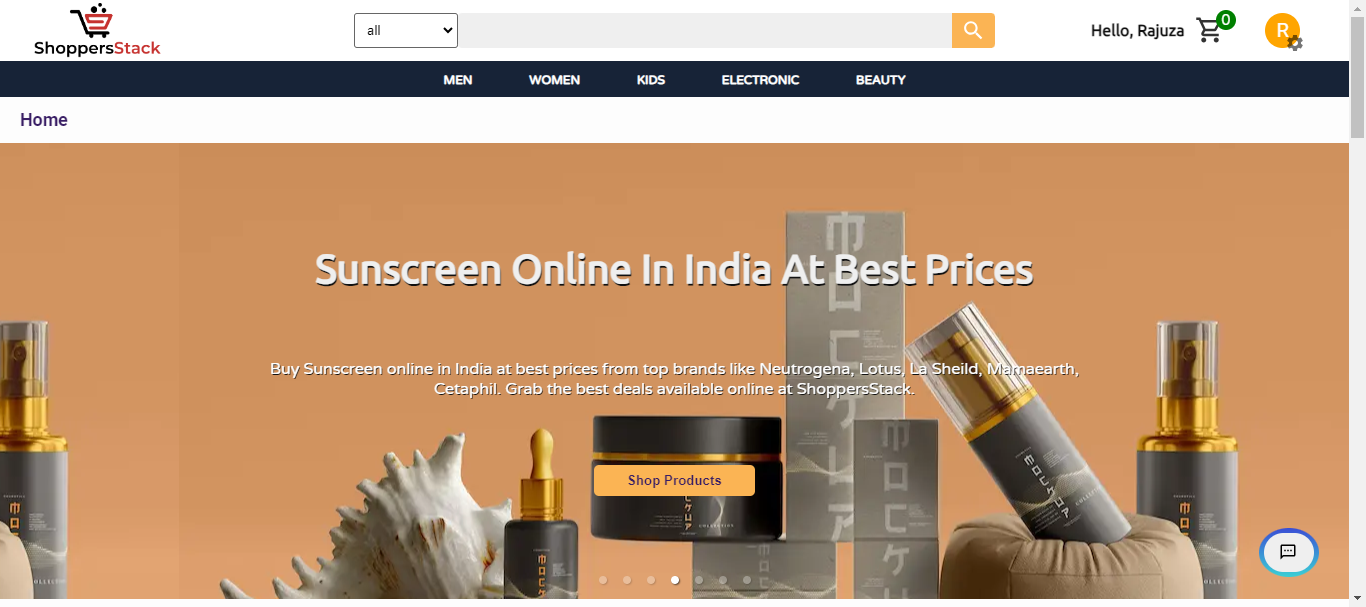 ShoppersStack
all
Hello, Rajuza
0
R
MEN
WOMEN
KIDS
ELECTRONIC
BEAUTY
Home
Sunscreen Online In India At Best Prices
Buy Sunscreen online in India at best prices from top brands like Neutrogena, Lotus, La Sheild, Mamaearth,
Cetaphil. Grab the best deals available online at ShoppersStack.
Shop Products
COLLECTION